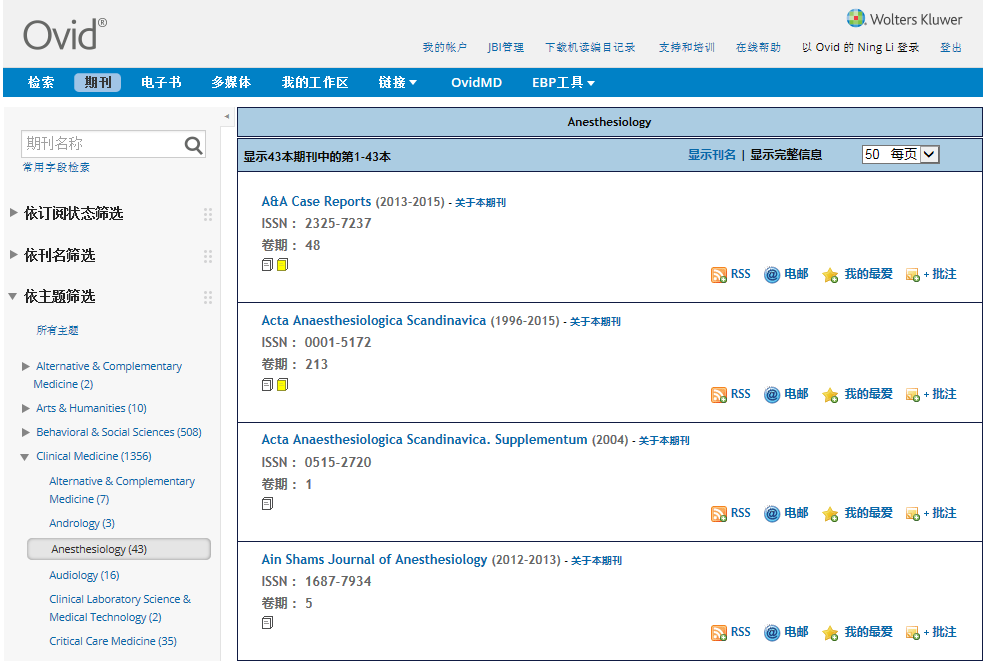 Ovid®
Wolters Kluwer
我的帐户 JBI管理 下载机读编目记录 支持和培训 在线帮助 以 Ovid 的 Ning Li 登录 登出
检索 期刊 电子书 多媒体 我的工作区 链接 OvidMD EBP工具
期刊名称
常用字段检索
依订阅状态筛选
依刊名筛选
依主题筛选
所有主题
Alternative & Complementary
Medicine (2)
Arts & Humanities (10)
Behavioral & Social Sciences (508)
Clinical Medicine (1356)
Alternative & Complementary
Medicine (7)
Andrology (3)
Anesthesiology (43)
Audiology (16)
Clinical Laboratory Science &
Medical Technology (2)
Critical Care Medicine (35)
Anesthesiology
显示43本期刊中的第1-43本 显示刊名 | 显示完整信息 50 每页
A&A Case Reports (2013-2015) - 关于本期刊
ISSN : 2325-7237
卷期 : 48
RSS 电邮 我的最爱 + 批注
Acta Anaesthesiologica Scandinavica (1996-2015) - 关于本期刊
ISSN : 0001-5172
卷期 : 213
RSS 电邮 我的最爱 + 批注
Acta Anaesthesiologica Scandinavica. Supplementum (2004) - 关于本期刊
ISSN : 0515-2720
卷期 : 1
RSS 电邮 我的最爱 + 批注
Ain Shams Journal of Anesthesiology (2012-2013) - 关于本期刊
ISSN : 1687-7934
卷期 : 5
RSS 电邮 我的最爱 + 批注